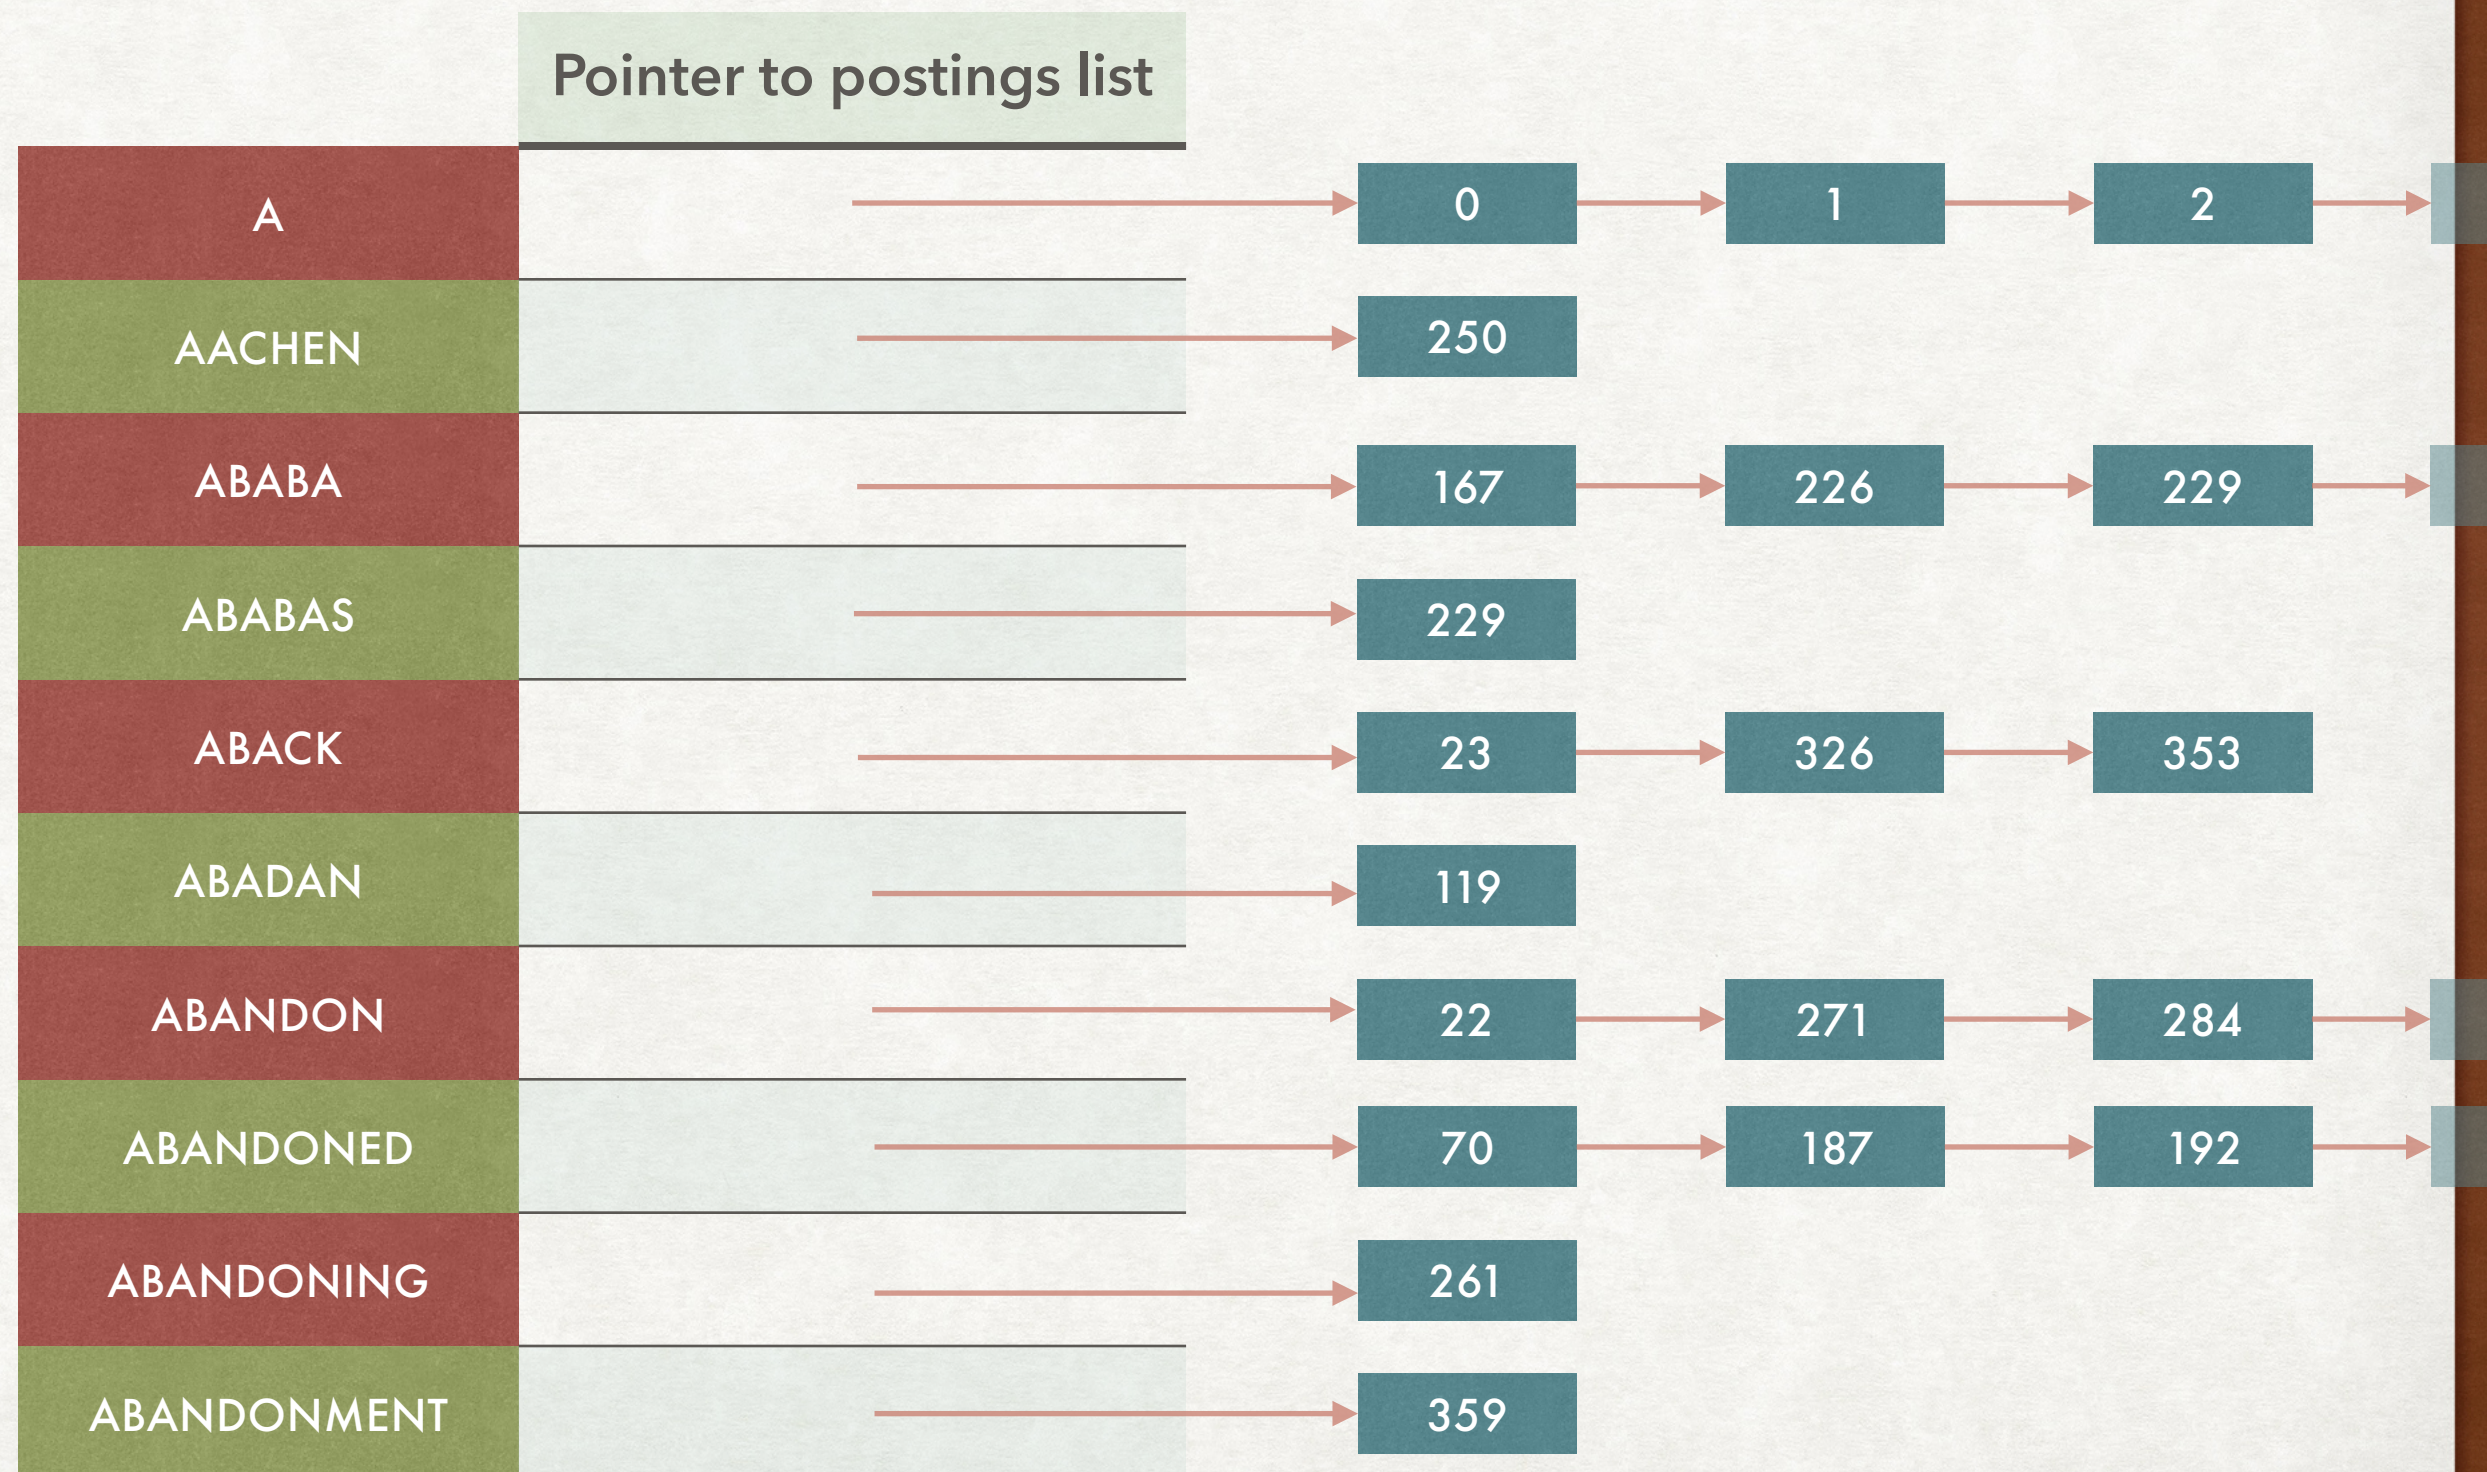 Pointer to postings list
A 0 1 2
AACHEN 250
ABABA 167 226 229
ABABAS 229
ABACK 23 326 353
ABADAN 119
ABANDON 22 271 284
ABANDONED 70 187 192
ABANDONING 261
ABANDONMENT 359